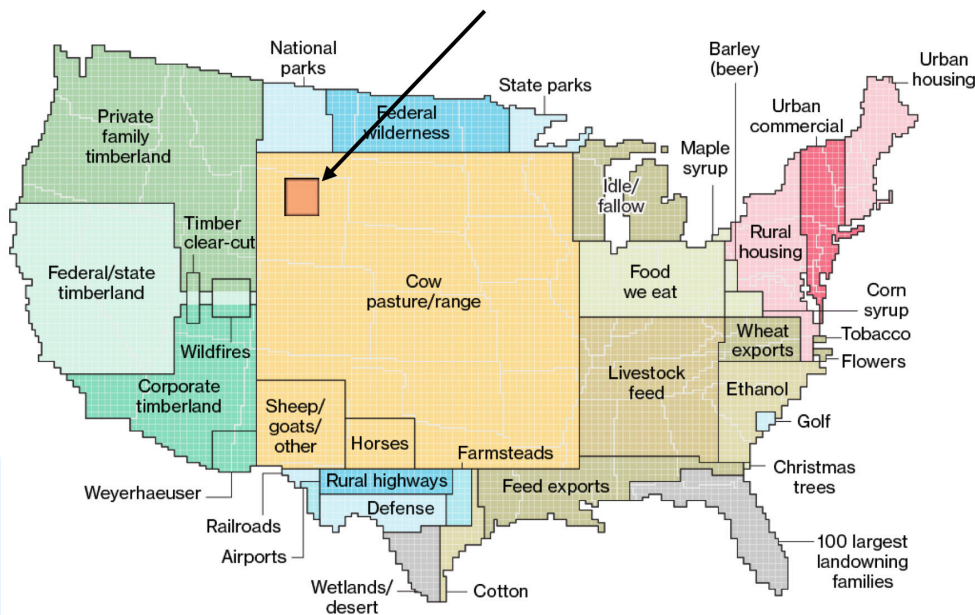 National
parks
State parks
Barley
(beer)
Urban
housing
Private
family
timberland
Federal
wilderness
Urban
commercial
Maple
syrup
Idle/
fallow
Timber
clear-cut
Federal/state
timberland
Cow
pasture/range
Food
we eat
Rural
housing
Corn
syrup
Wildfires
Wheat
exports
Tobacco
Flowers
Corporate
timberland
Livestock
feed
Ethanol
Sheep/
goats/
other
Horses
Golf
Farmsteads
Weyerhaeuser
Rural highways
Feed exports
Christmas
trees
Railroads
Defense
Airports
100 largest
landowning
families
Wetlands/
desert
Cotton